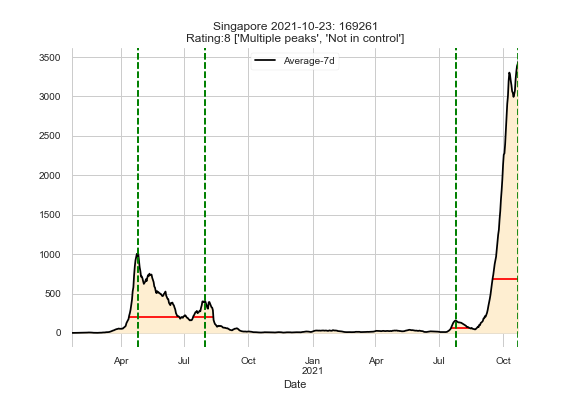 Singapore 2021-10-23: 169261
Rating:8 ['Multiple peaks', 'Not in control']
Average-7d
3500
3000
2500
2000
1500
1000
500
0
Apr Jul Oct Jan Apr Jul Oct
2021
Date